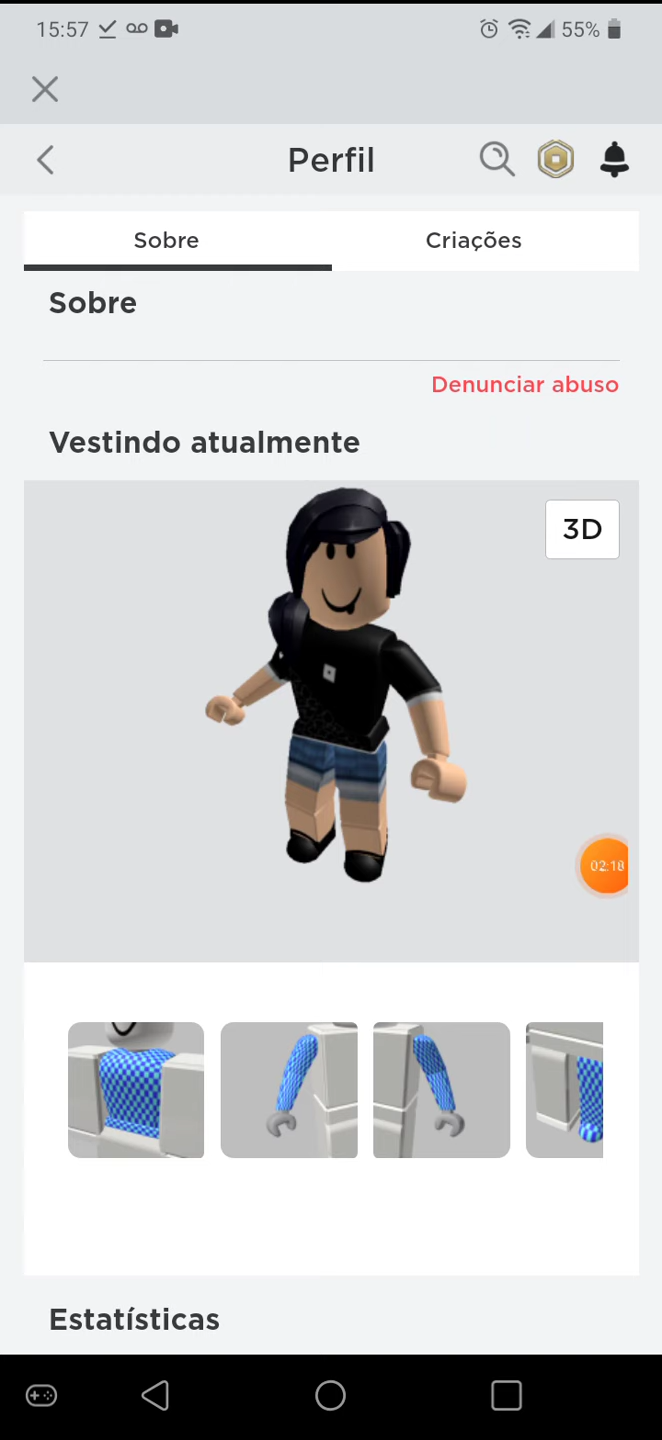 15:57
55%
Perfil
Sobre
Criações
Sobre
Denunciar abuso
Vestindo atualmente
3D
02:18
Estatísticas